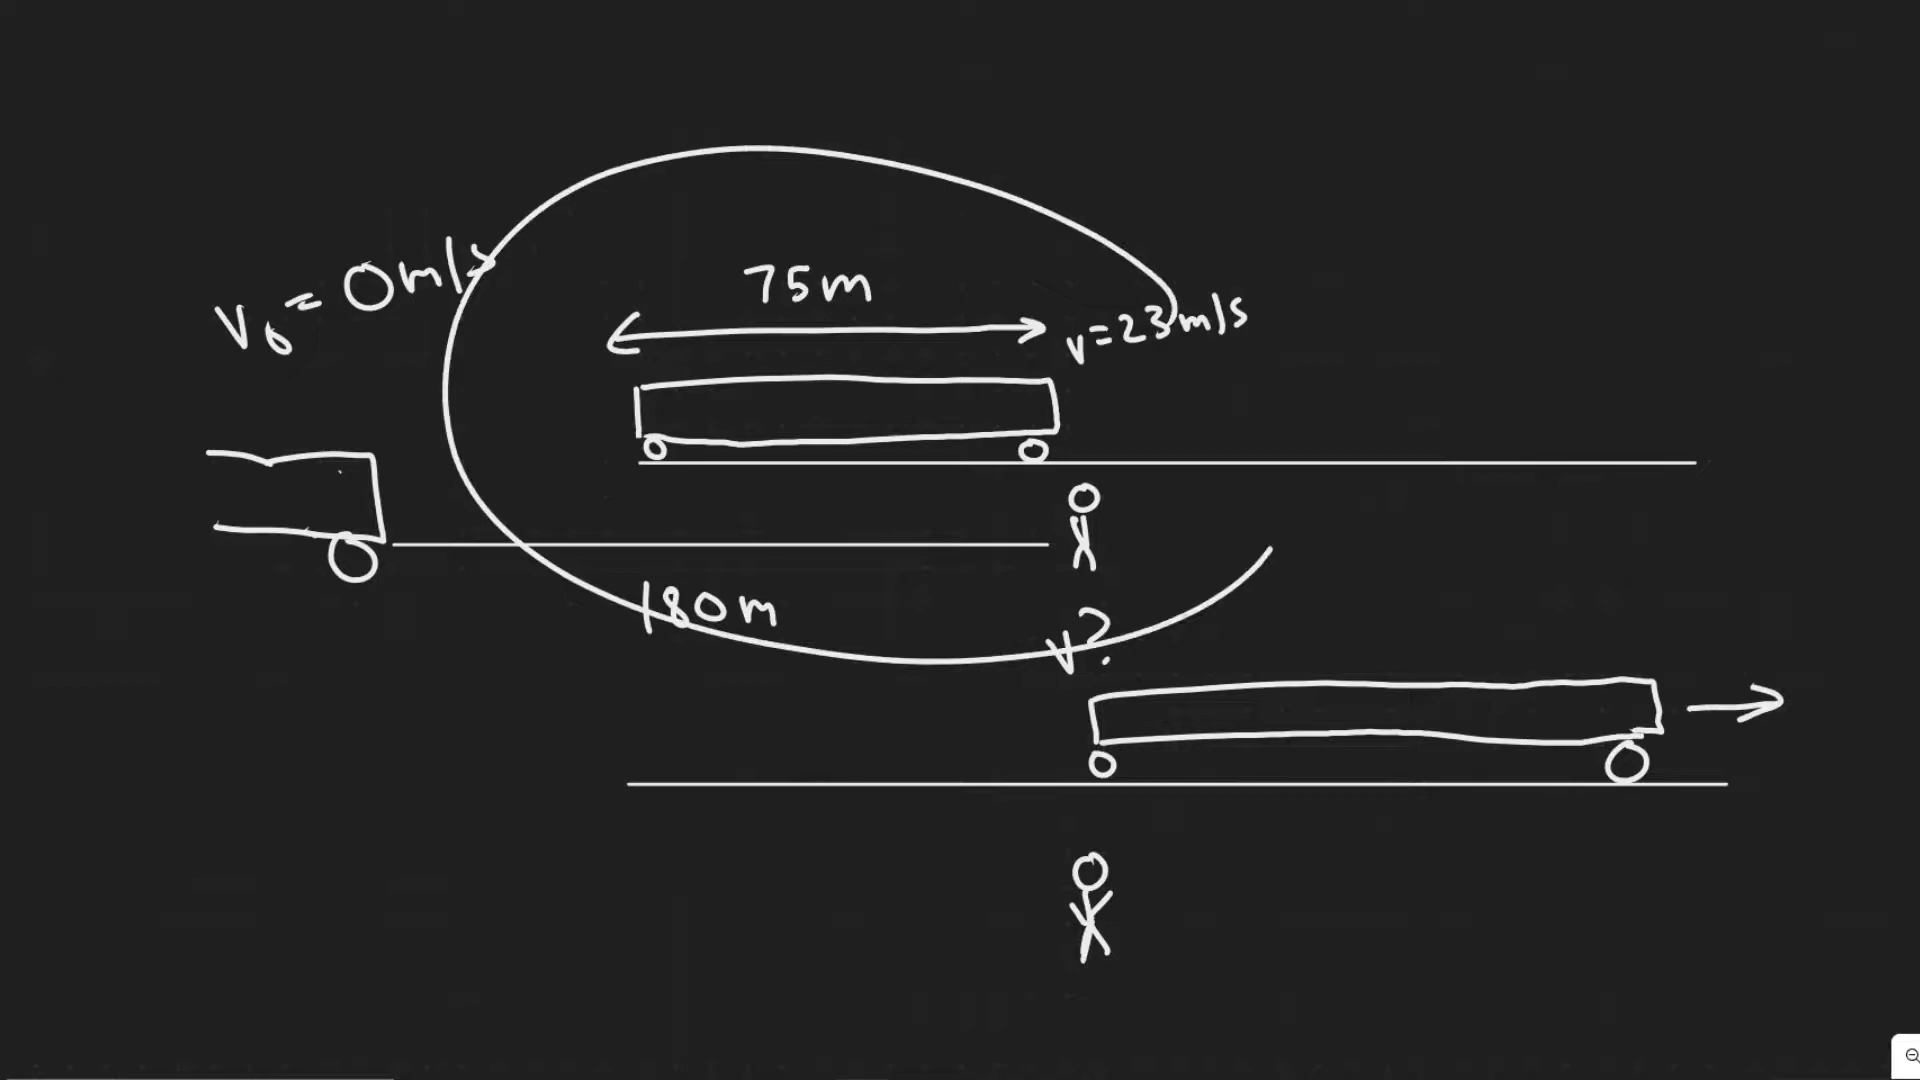 v₀ = 0m/s
75m
v=23m/s
180m
v?